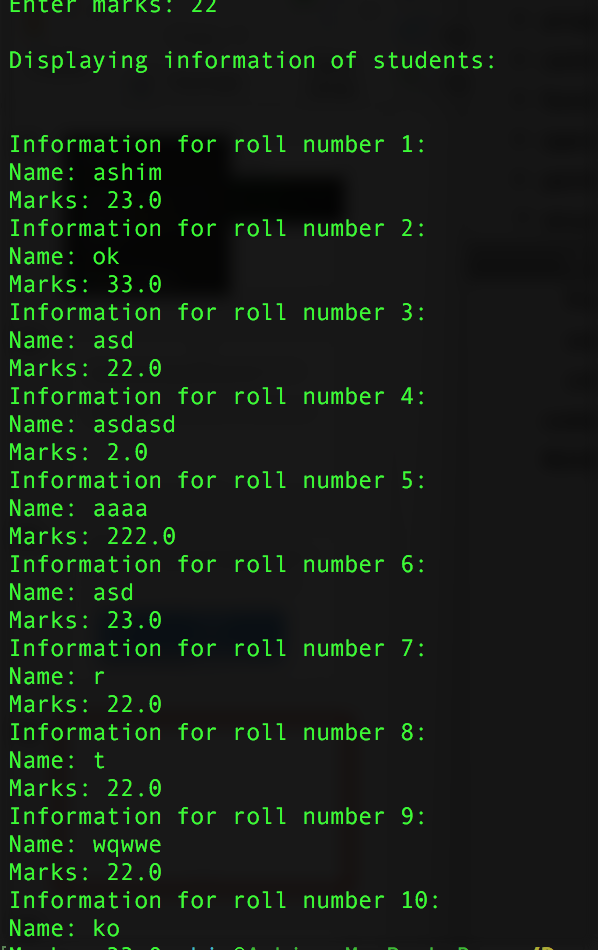 Enter marks: 22
Displaying information of students:
Information for roll number 1:
Name: ashim
Marks: 23.0
Information for roll number 2:
Name: ok
Marks: 33.0
Information for roll number 3:
Name: asd
Marks: 22.0
Information for roll number 4:
Name: asdasd
Marks: 2.0
Information for roll number 5:
Name: aaaa
Marks: 222.0
Information for roll number 6:
Name: asd
Marks: 23.0
Information for roll number 7:
Name: r
Marks: 22.0
Information for roll number 8:
Name: t
Marks: 22.0
Information for roll number 9:
Name: wqwwe
Marks: 22.0
Information for roll number 10:
Name: ko